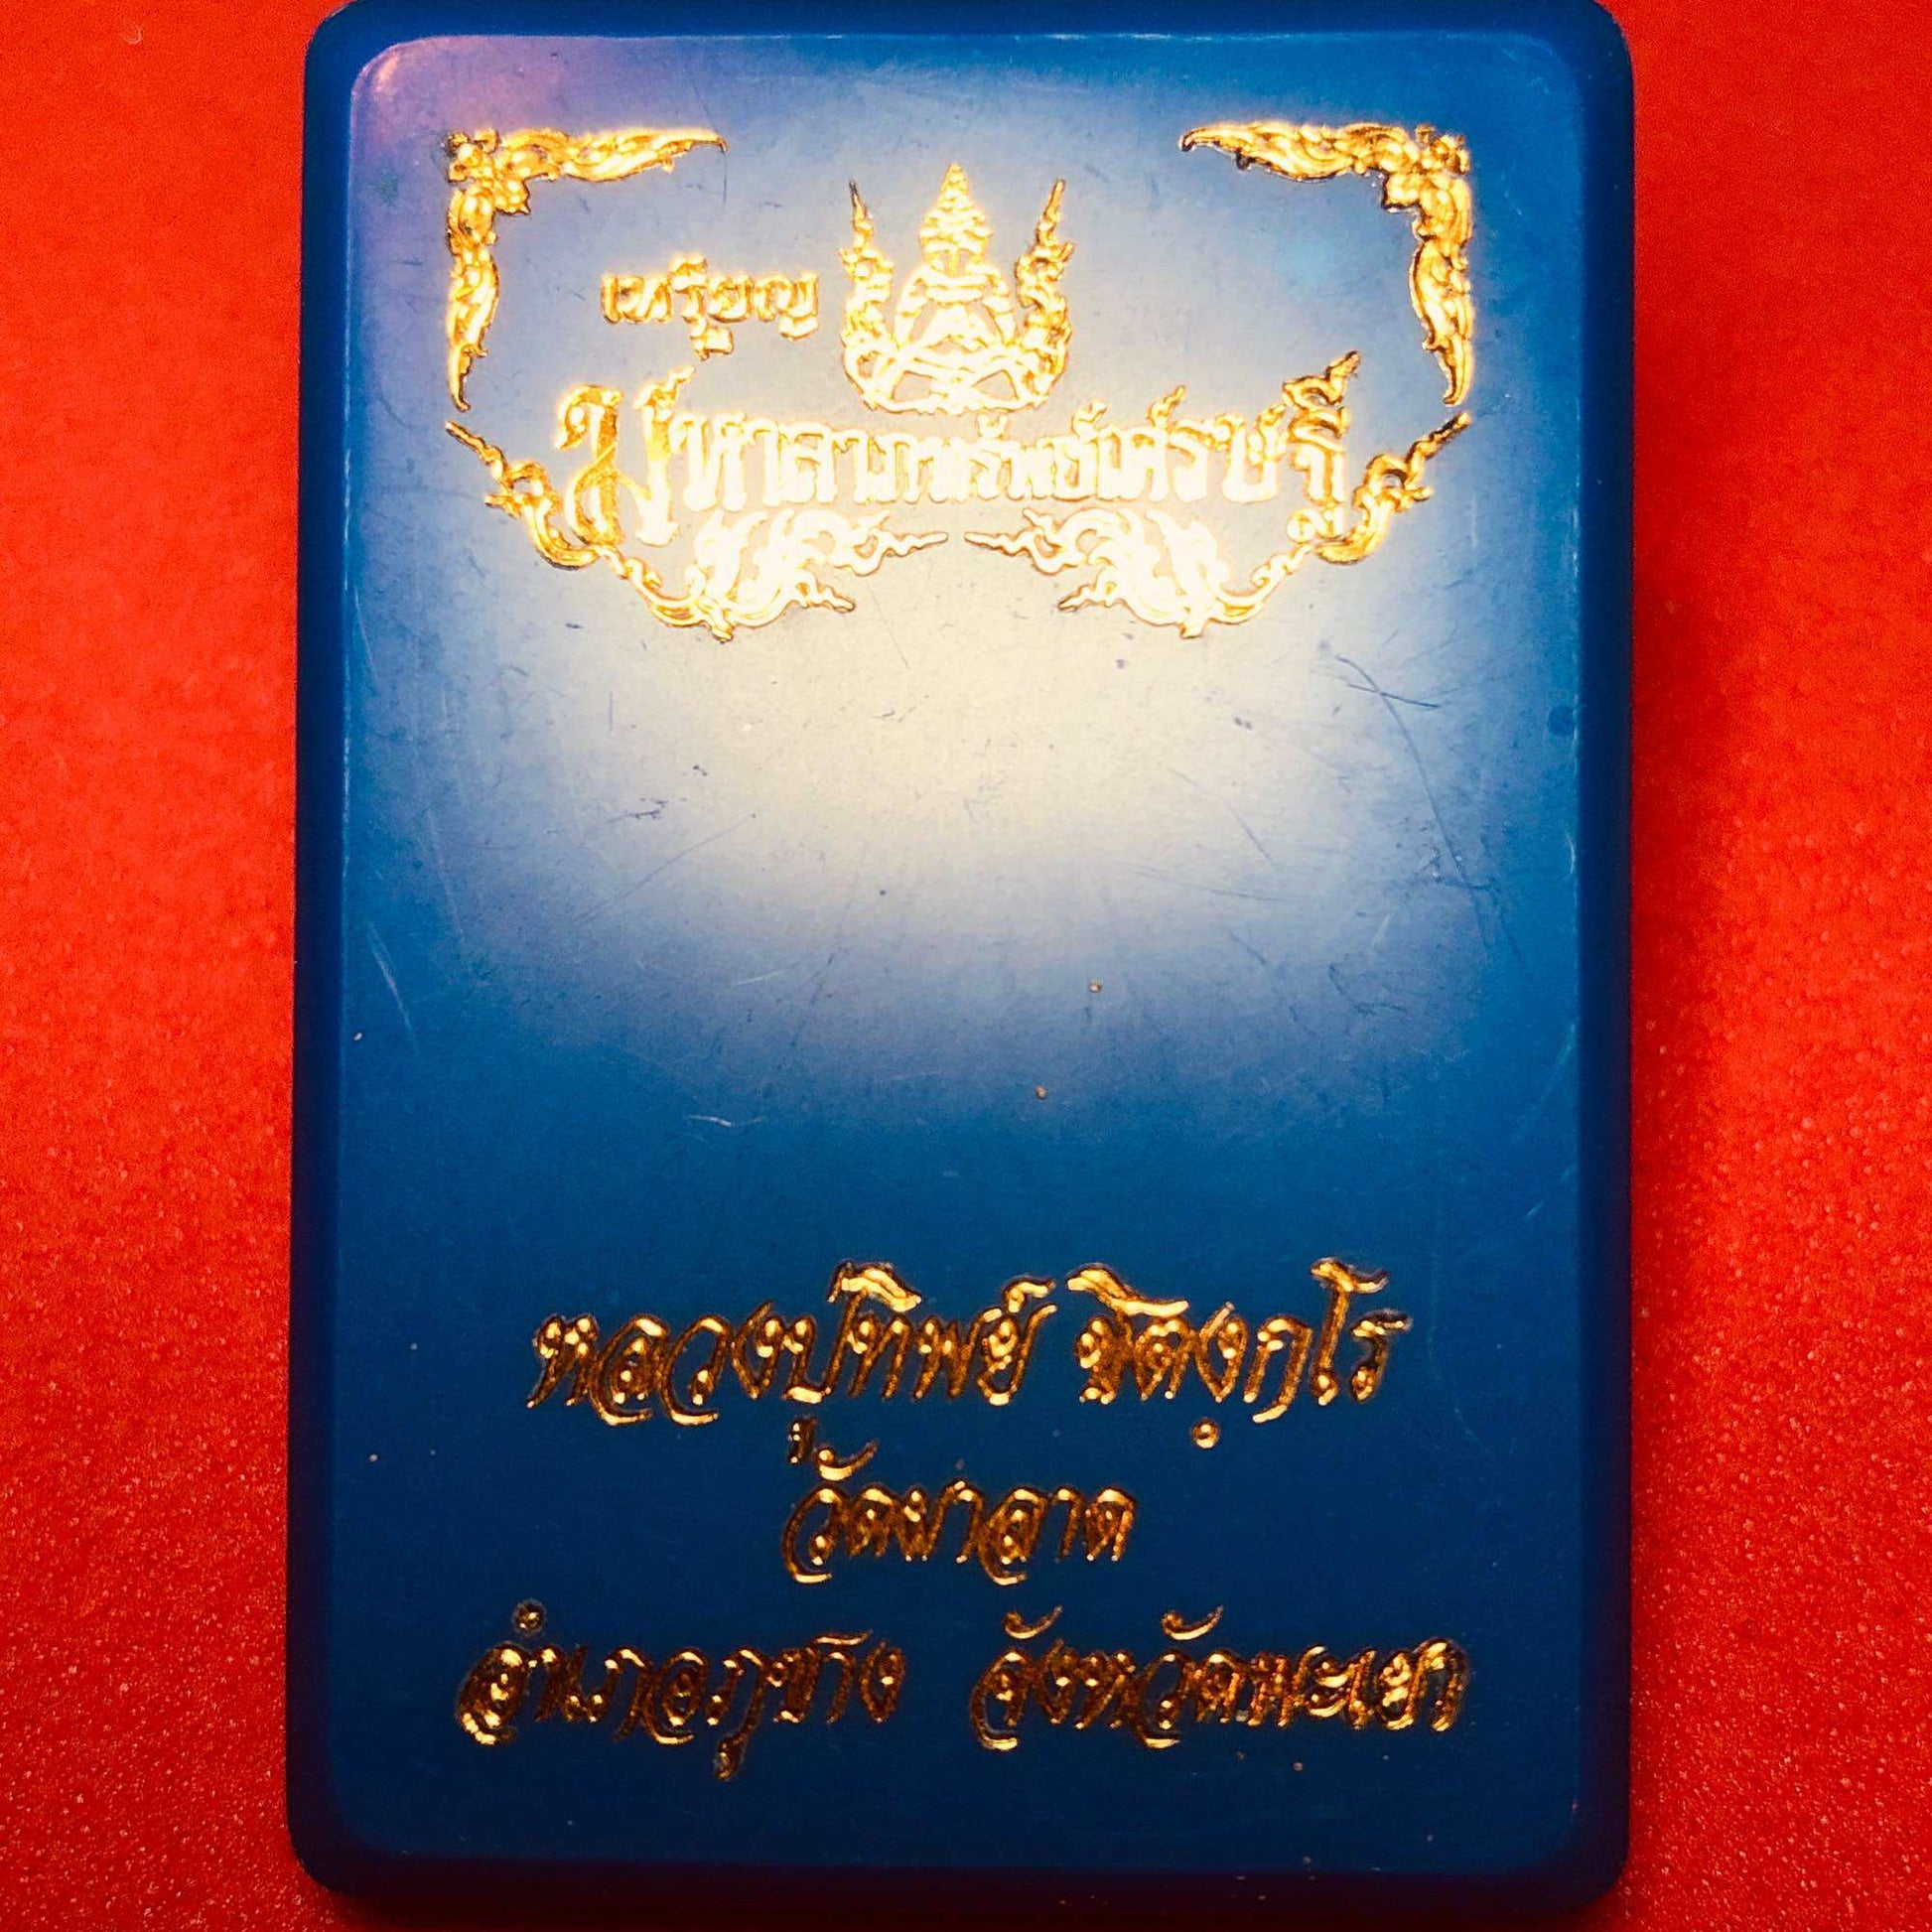 เหรียญ
มหาลาภทรัพย์เศรษฐี
หลวงปู่ทิพย์ ฐิตงฺกโร
วัดม่าลาด
อำเภอภูซาง จังหวัดพะเยา